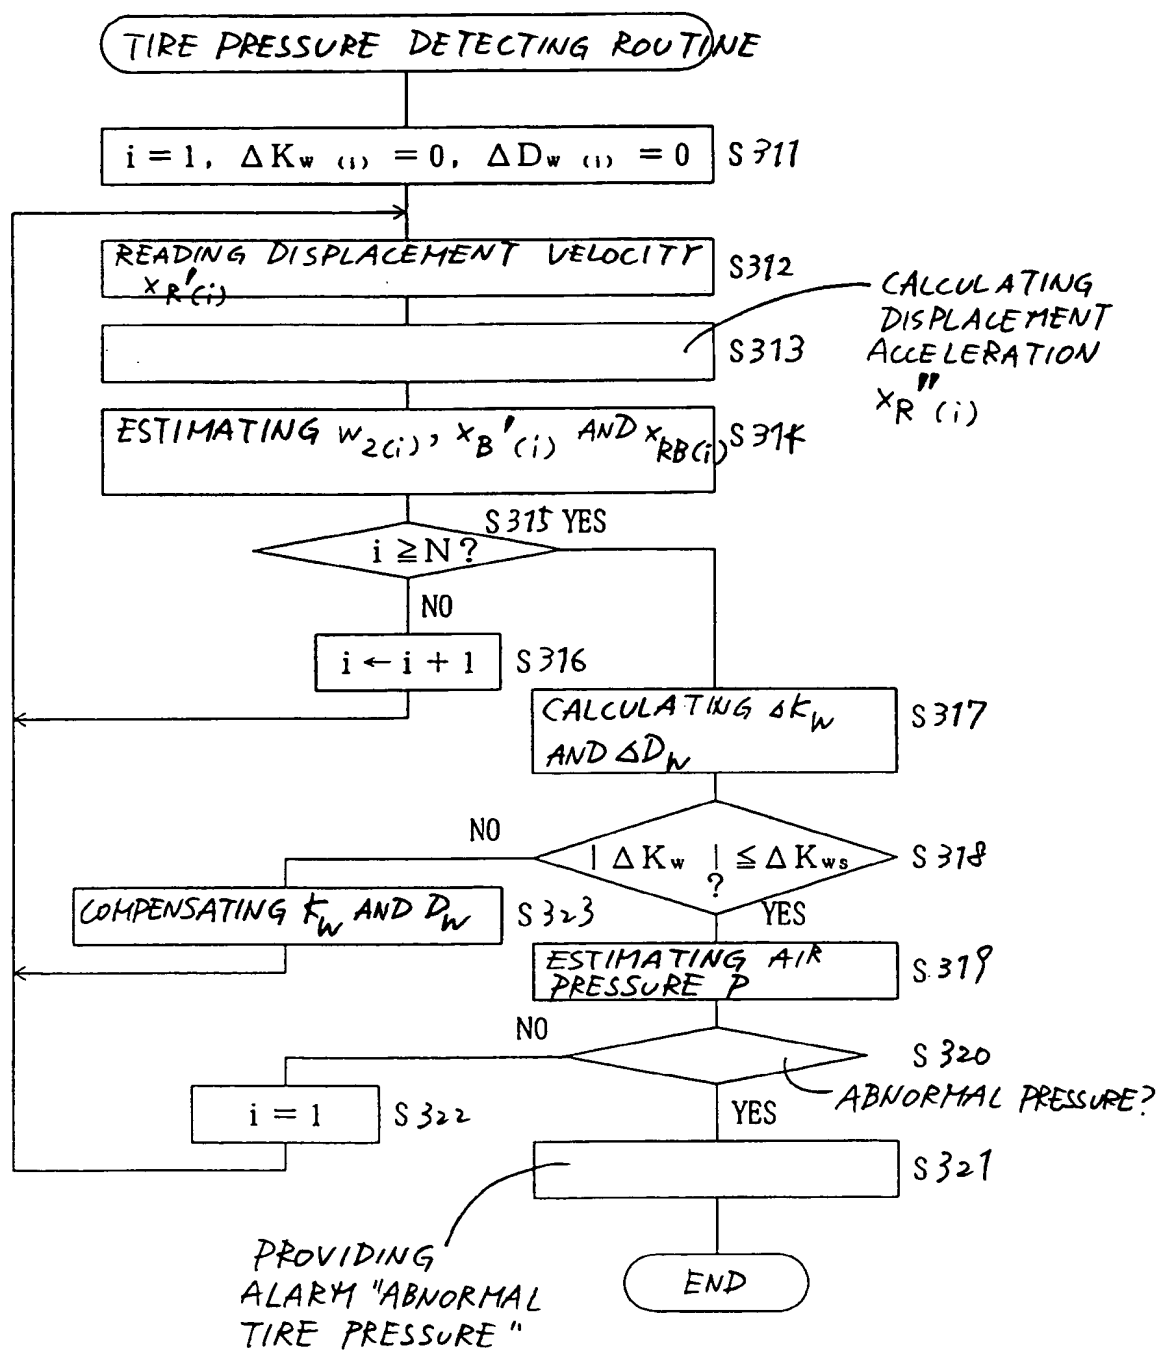 TIRE PRESSURE DETECTING ROUTINE
i = 1, ΔKw (i) = 0, ΔDw (i) = 0 S311
READING DISPLACEMENT VELOCITY
xR'(i)
S312
CALCULATING
DISPLACEMENT
ACCELERATION
xR''(i)
S313
ESTIMATING w2(i), xB'(i) AND xRB(i)
S314
S315 YES
i ≧ N ?
NO
i ← i + 1 S316
CALCULATING ΔKW
AND ΔDW
S317
NO
| ΔKw | ≦ ΔKws
?
S318
YES
COMPENSATING KW AND DW S323
ESTIMATING AIR
PRESSURE P
S319
NO
S320
ABNORMAL PRESSURE?
YES
i = 1 S322
S321
PROVIDING
ALARM "ABNORMAL
TIRE PRESSURE"
END